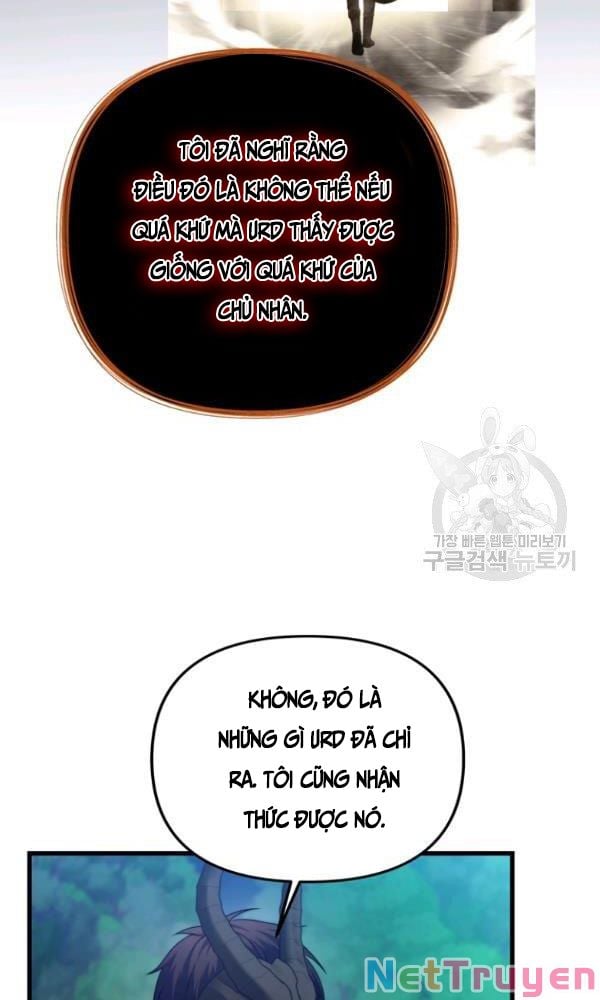 TÔI ĐÃ NGHĨ RẰNG
ĐIỀU ĐÓ LÀ KHÔNG THỂ NẾU
QUÁ KHỨ MÀ URD THẤY ĐƯỢC
GIỐNG VỚI QUÁ KHỨ CỦA
CHỦ NHÂN.
가장 빠른 웹툰 미리보기
구글검색 뉴토끼
KHÔNG, ĐÓ LÀ
NHỮNG GÌ URD ĐÃ CHỈ
RA. TÔI CŨNG NHẬN
THỨC ĐƯỢC NÓ.
NetTruyen